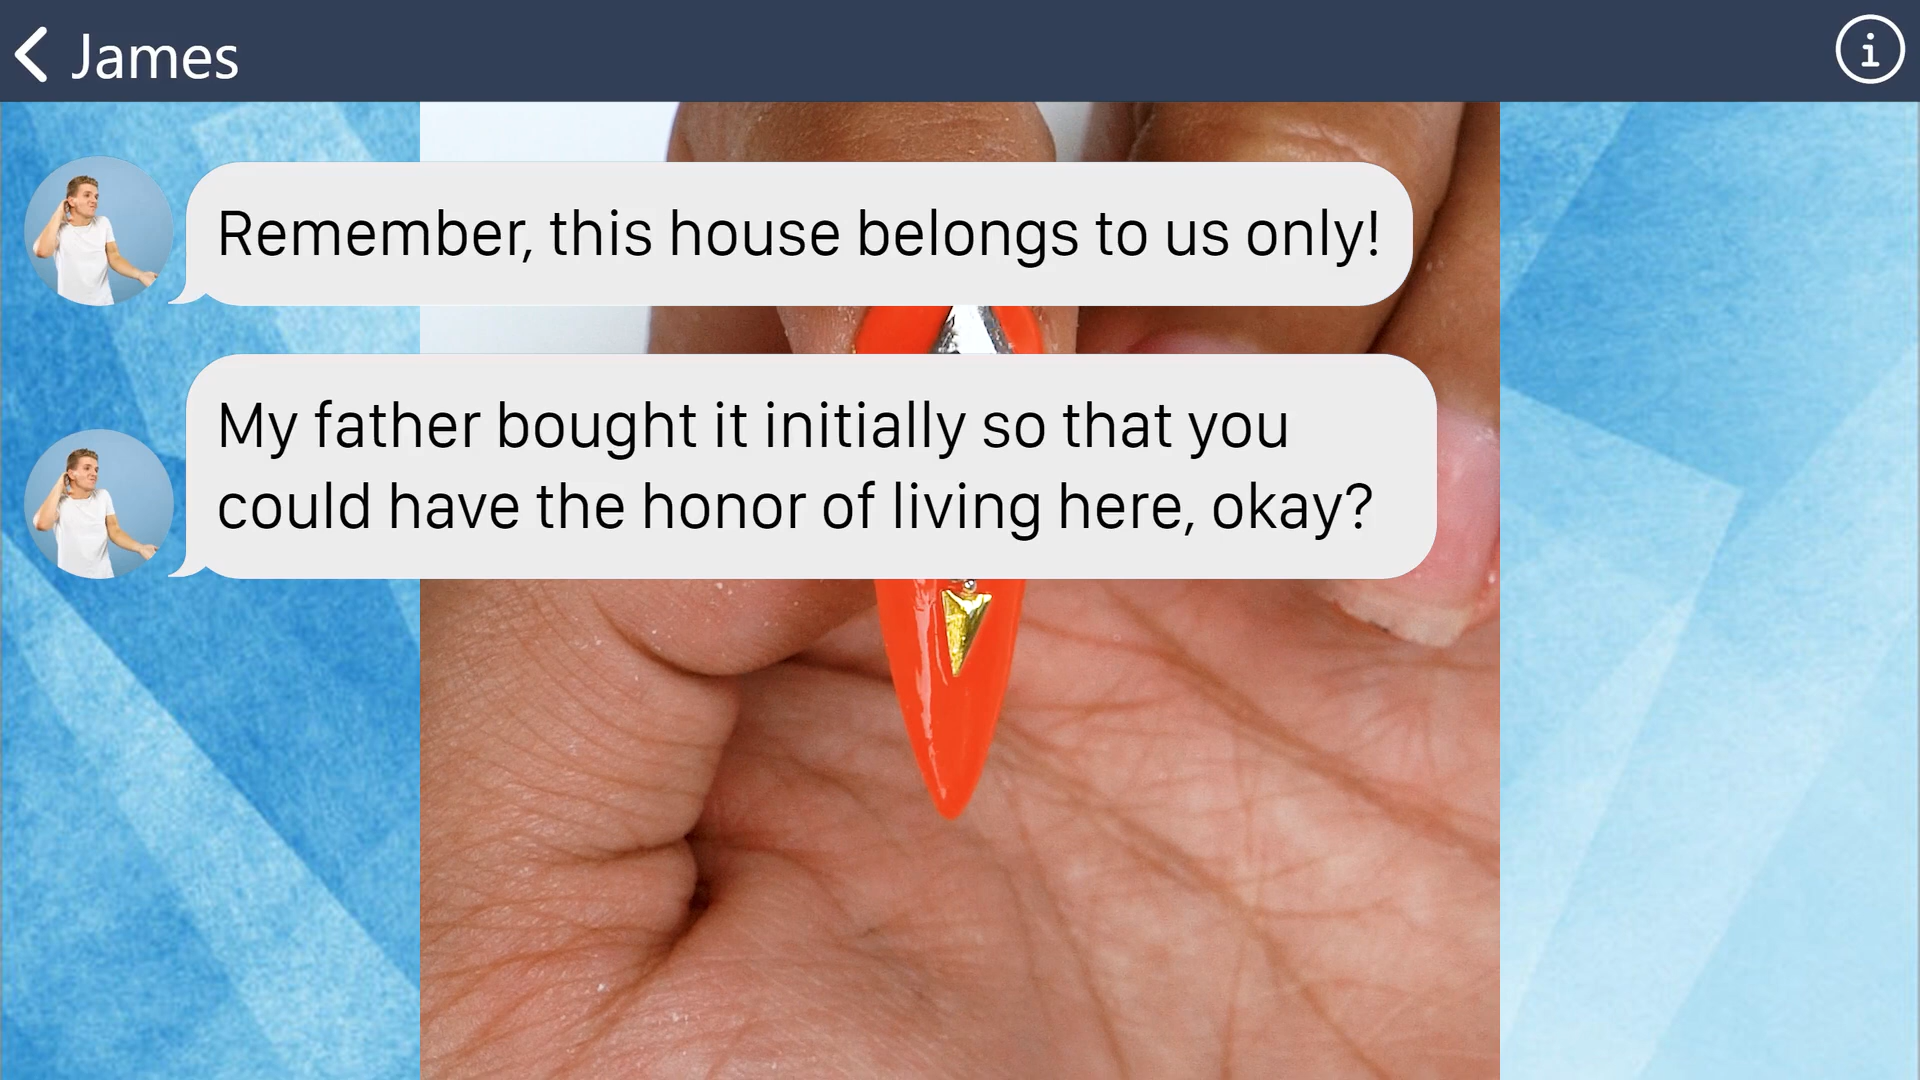 James
Remember, this house belongs to us only!
My father bought it initially so that you
could have the honor of living here, okay?